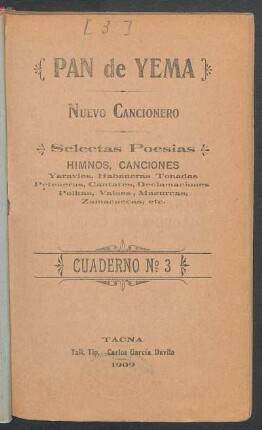 [3]
PAN de YEMA
NUEVO CANCIONERO
Selectas Poesias
HIMNOS, CANCIONES
Yaravíes, Habaneras Tonadas
Peteneras, Cantares, Declamaciones
Polkas, Valses, Mazurcas,
Zamacuecas, etc.
CUADERNO Nº 3
TACNA
Tall. Tip. Carlos García Dávila
1909